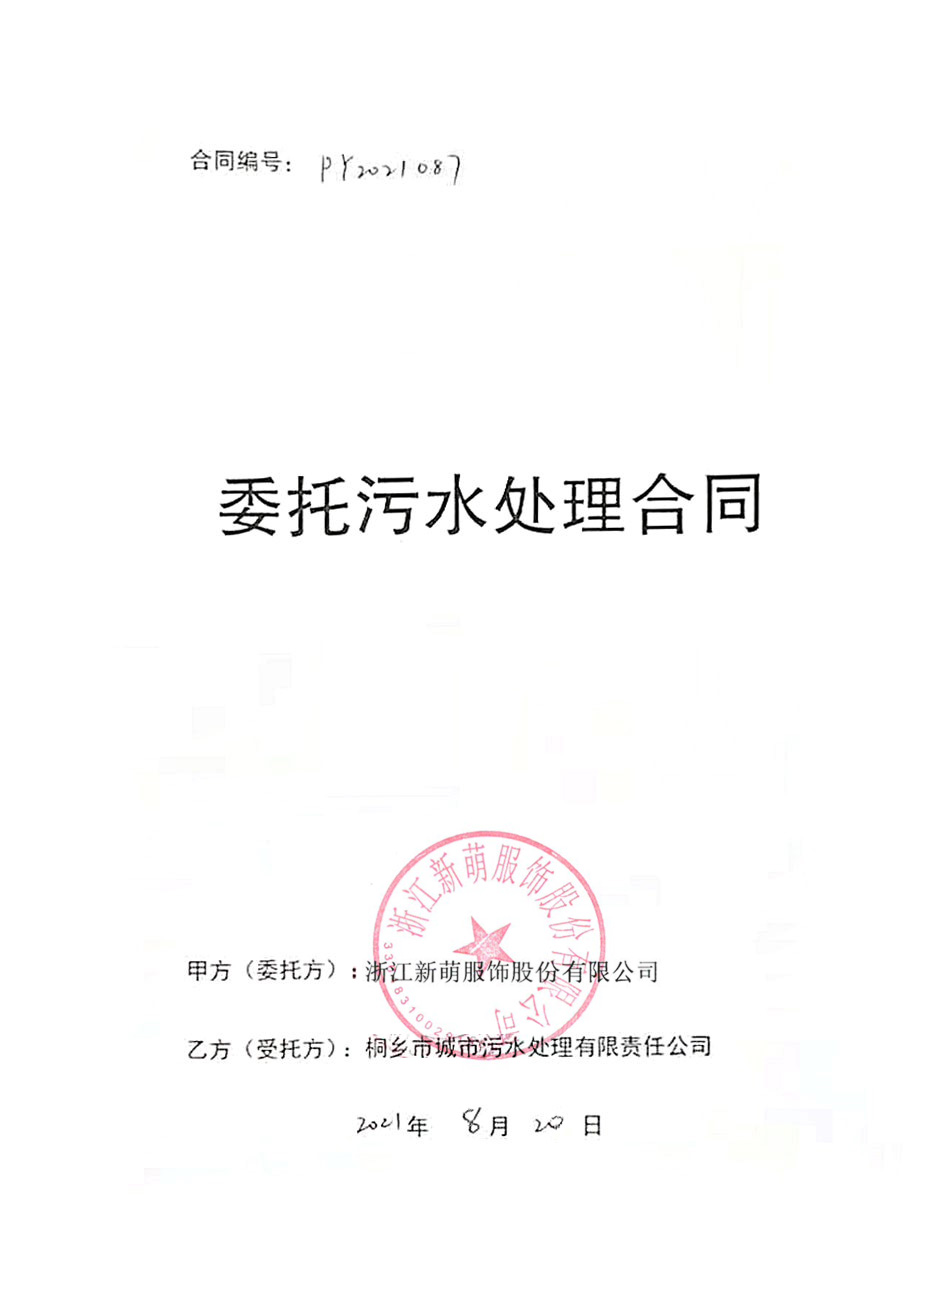 合同编号： PY2021087
委托污水处理合同
浙江新萌服饰股份有限公司
甲方（委托方）：浙江新萌服饰股份有限公司
乙方（受托方）：桐乡市城市污水处理有限责任公司
2021年 8月 20 日